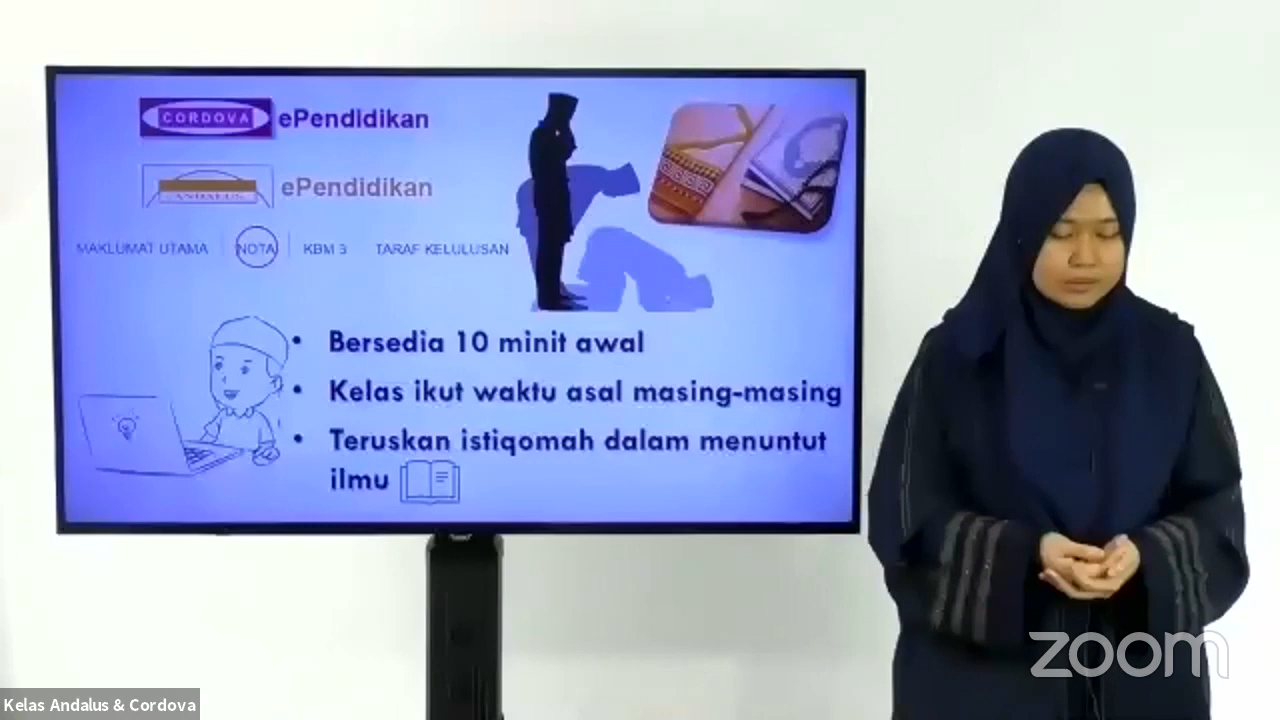 CORDOVA ePendidikan
ANDALUS ePendidikan
MAKLUMAT UTAMA NOTA KBM 3 TARAF KELULUSAN
• Bersedia 10 minit awal
• Kelas ikut waktu asal masing-masing
• Teruskan istiqomah dalam menuntut
ilmu
zoom
Kelas Andalus & Cordova